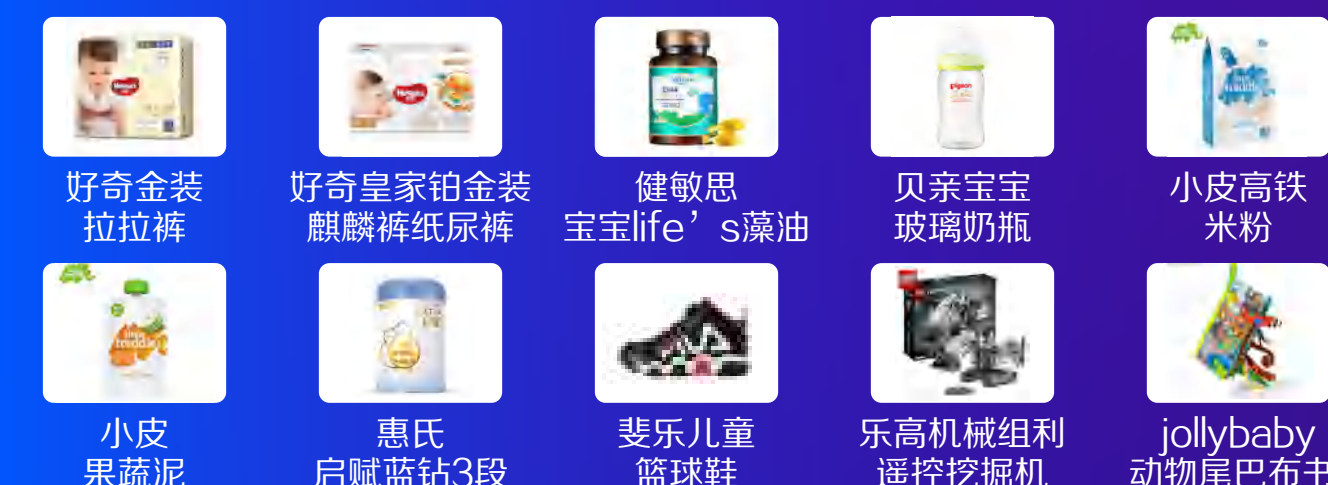 好奇金装
拉拉裤
好奇皇家铂金装
麒麟裤纸尿裤
健敏思
宝宝life’s藻油
贝亲宝宝
玻璃奶瓶
小皮高铁
米粉
小皮
果蔬泥
惠氏
启赋蓝钻3段
斐乐儿童
篮球鞋
乐高机械组利
遥控挖掘机
jollybaby
动物尾巴布书